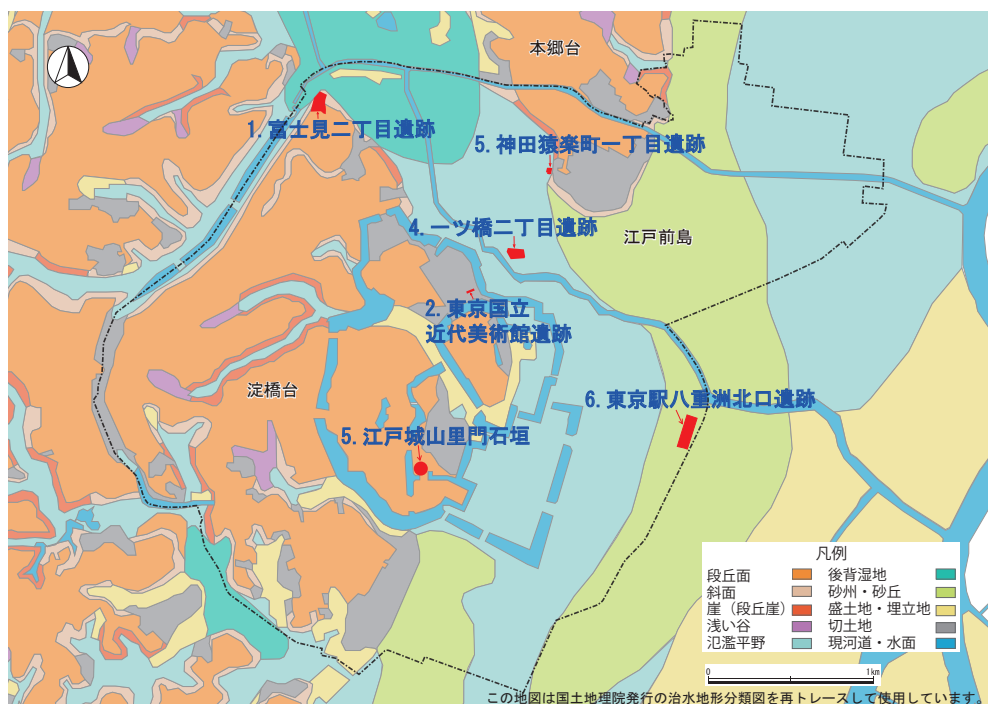 本郷台
1.富士見二丁目遺跡
5.神田猿楽町一丁目遺跡
4.一ツ橋二丁目遺跡
江戸前島
2.東京国立
近代美術館遺跡
淀橋台
6.東京駅八重洲北口遺跡
5.江戸城山里門石垣
凡例
段丘面
後背湿地
斜面
砂州・砂丘
崖（段丘崖）
盛土地・埋立地
浅い谷
切土地
氾濫平野
現河道・水面
0 1km
この地図は国土地理院発行の治水地形分類図を再トレースして使用しています。